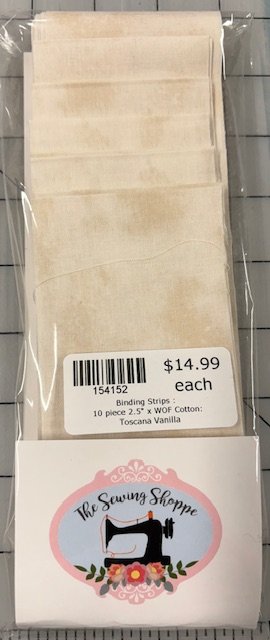 $14.99
each
154152
Binding Strips :
10 piece 2.5" x WOF Cotton:
Toscana Vanilla
The Sewing Shoppe